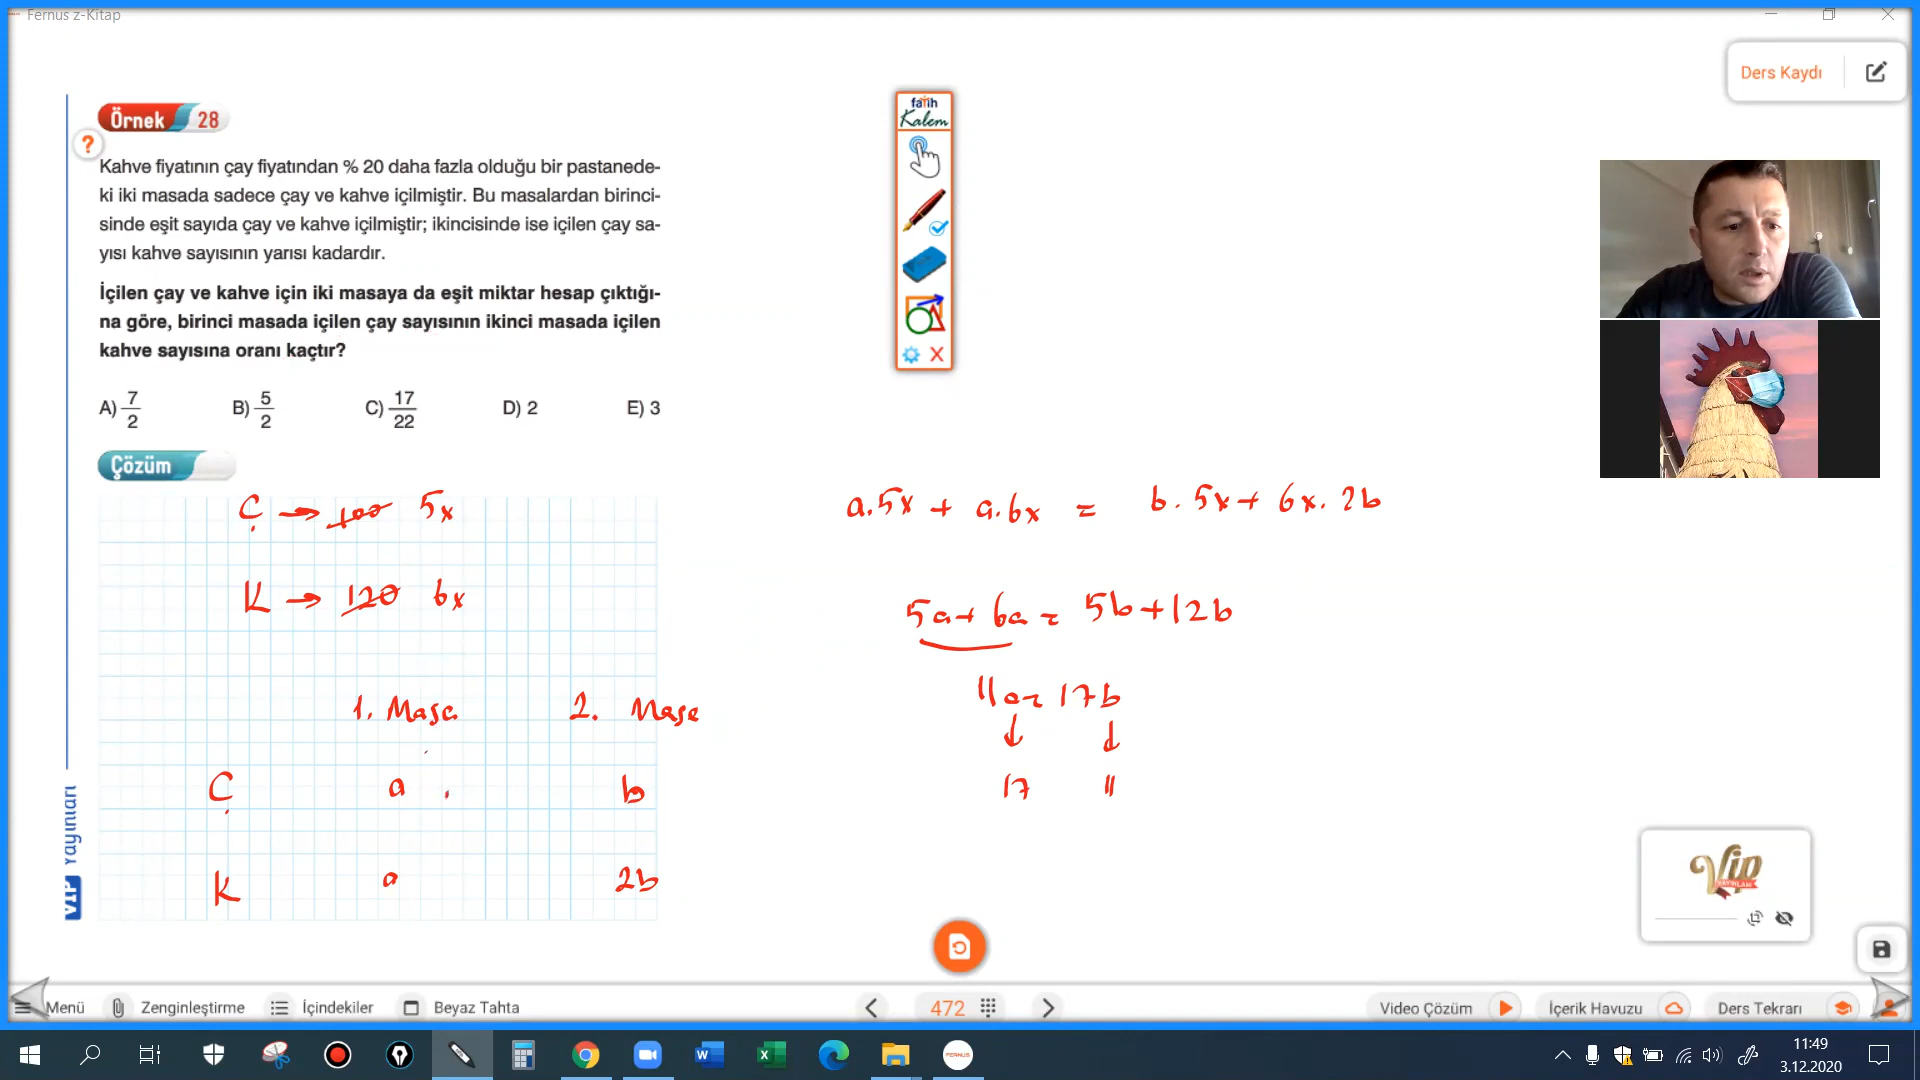 Fernus z-Kitap
Ders Kaydı
Örnek 28
?
Kahve fiyatının çay fiyatından % 20 daha fazla olduğu bir pastanede-
ki iki masada sadece çay ve kahve içilmiştir. Bu masalardan birinci-
sinde eşit sayıda çay ve kahve içilmiştir; ikincisinde ise içilen çay sa-
yısı kahve sayısının yarısı kadardır.
İçilen çay ve kahve için iki masaya da eşit miktar hesap çıktığı-
na göre, birinci masada içilen çay sayısının ikinci masada içilen
kahve sayısına oranı kaçtır?
A) 7/2 B) 5/2 C) 17/22 D) 2 E) 3
Çözüm
Ç → 100 5x
K → 120 6x
1. Masa 2. Masa
Ç a b
K a 2b
fatih
Kalem
a.5x + a.6x = b.5x + 6x.2b
5a + 6a = 5b + 12b
11a = 17b
17 11
VIP Yayınları
Vip
YAYINLARI
Menü Zenginleştirme İçindekiler Beyaz Tahta 472 Video Çözüm İçerik Havuzu Ders Tekrarı
FERNUS
11:49
3.12.2020